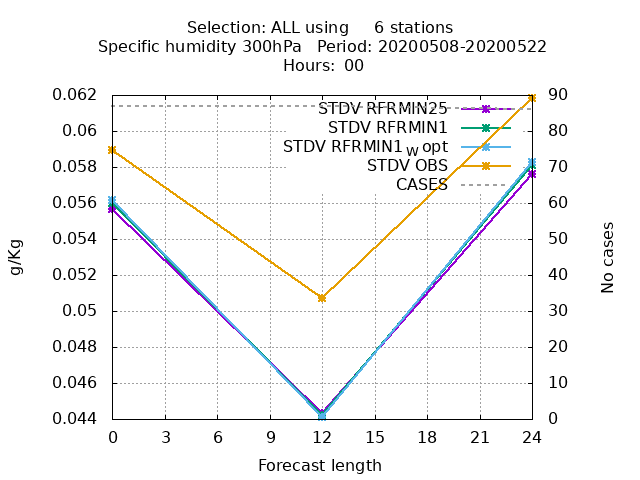 Selection: ALL using     6 stations
Specific humidity 300hPa   Period: 20200508-20200522
Hours:  00
0.062
0.06
0.058
0.056
0.054
0.052
0.05
0.048
0.046
0.044
90
80
70
60
50
40
30
20
10
0
STDV RFRMIN25
STDV RFRMIN1
STDV RFRMIN1W opt
STDV OBS
CASES
0 3 6 9 12 15 18 21 24
g/Kg
No cases
Forecast length